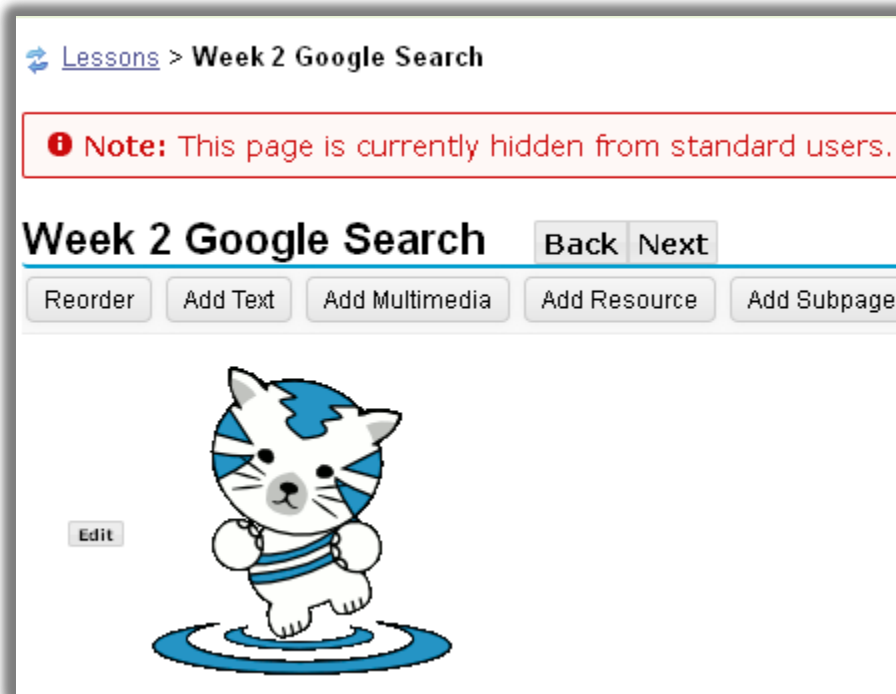 Lessons > Week 2 Google Search
Note: This page is currently hidden from standard users.
Week 2 Google Search Back Next
Reorder Add Text Add Multimedia Add Resource Add Subpage
Edit